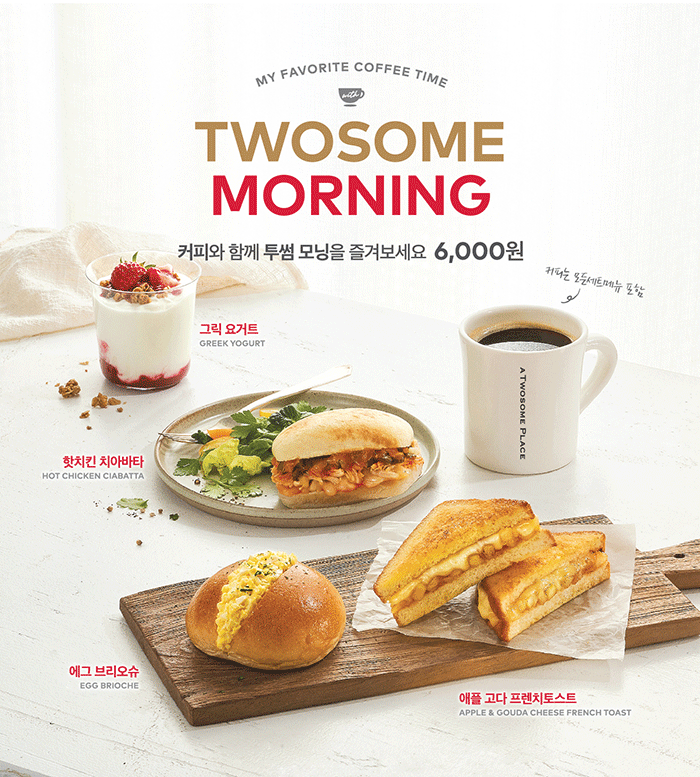 MY FAVORITE COFFEE TIME
with
TWOSOME
MORNING
커피와 함께 투썸 모닝을 즐겨보세요 6,000원
커피는 모든세트메뉴 포함
그릭 요거트
GREEK YOGURT
A TWOSOME PLACE
핫치킨 치아바타
HOT CHICKEN CIABATTA
에그 브리오슈
EGG BRIOCHE
애플 고다 프렌치토스트
APPLE & GOUDA CHEESE FRENCH TOAST